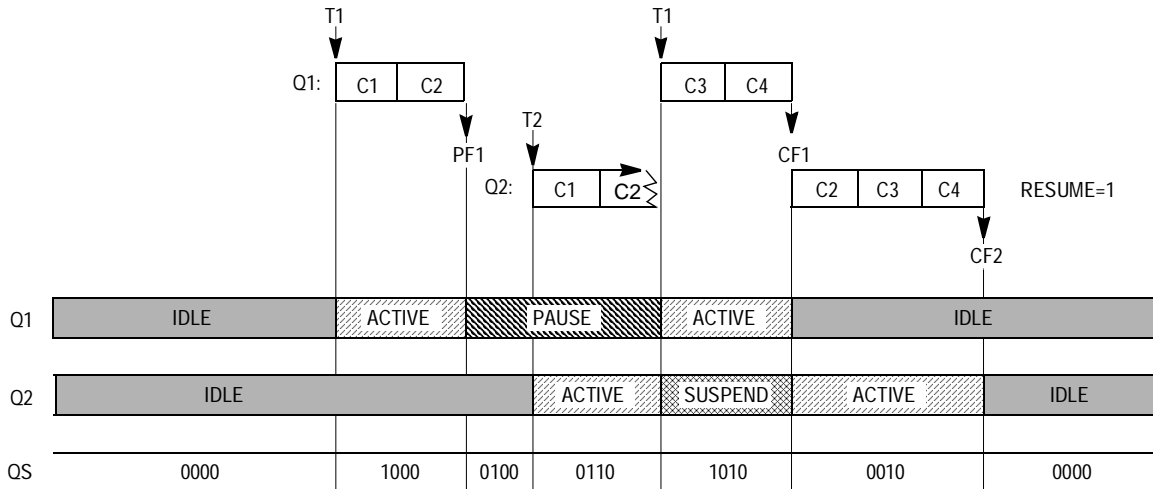 T1 T1
Q1: C1 C2 C3 C4
T2
PF1 CF1
Q2: C1 C2 C2 C3 C4 RESUME=1
CF2
Q1 IDLE ACTIVE PAUSE ACTIVE IDLE
Q2 IDLE ACTIVE SUSPEND ACTIVE IDLE
QS 0000 1000 0100 0110 1010 0010 0000